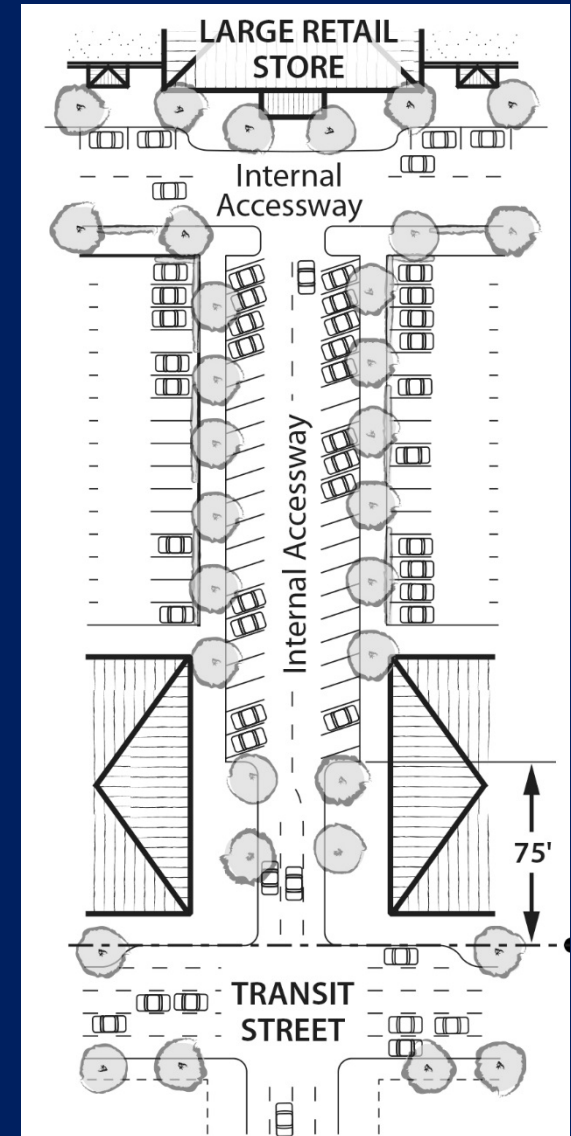 LARGE RETAIL
STORE
Internal
Accessway
Internal Accessway
75'
TRANSIT
STREET